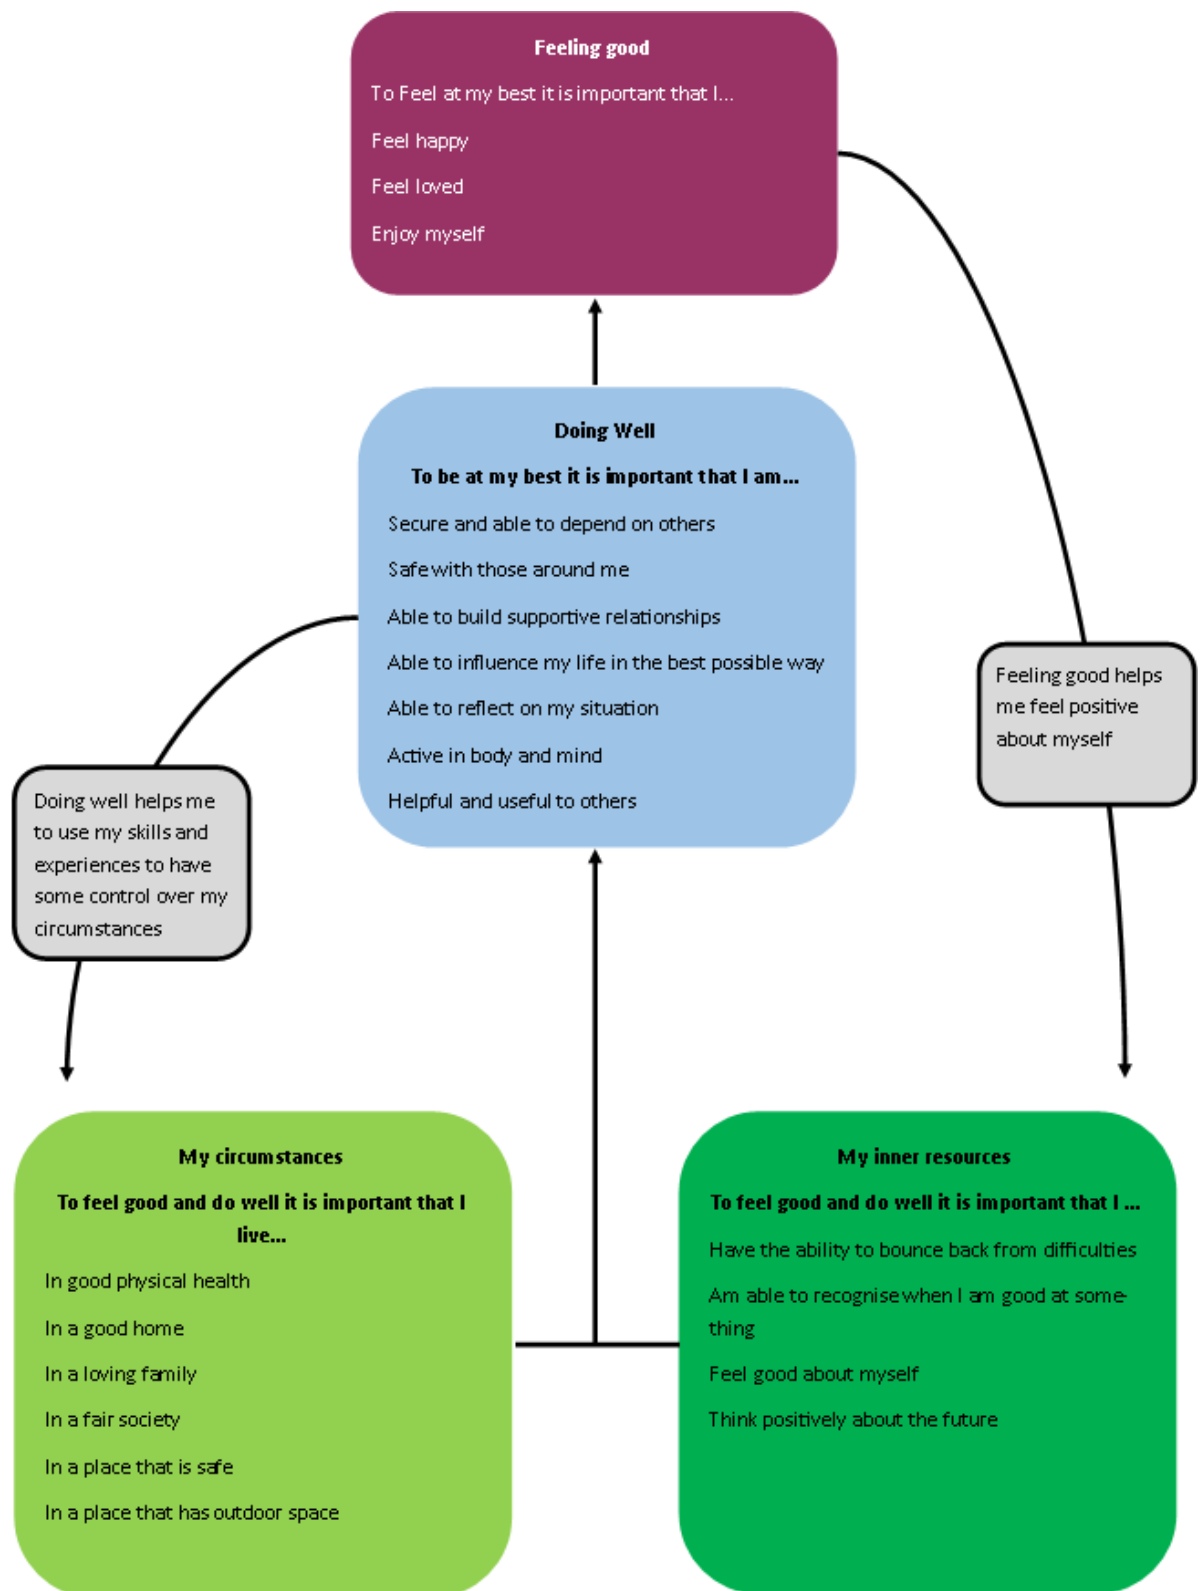 Feeling good
To Feel at my best it is important that I...
Feel happy
Feel loved
Enjoy myself
Doing Well
To be at my best it is important that I am...
Secure and able to depend on others
Safe with those around me
Able to build supportive relationships
Able to influence my life in the best possible way
Able to reflect on my situation
Active in body and mind
Helpful and useful to others
Feeling good helps
me feel positive
about myself
Doing well helps me
to use my skills and
experiences to have
some control over my
circumstances
My circumstances
To feel good and do well it is important that I
live...
In good physical health
In a good home
In a loving family
In a fair society
In a place that is safe
In a place that has outdoor space
My inner resources
To feel good and do well it is important that I ...
Have the ability to bounce back from difficulties
Am able to recognise when I am good at some-
thing
Feel good about myself
Think positively about the future